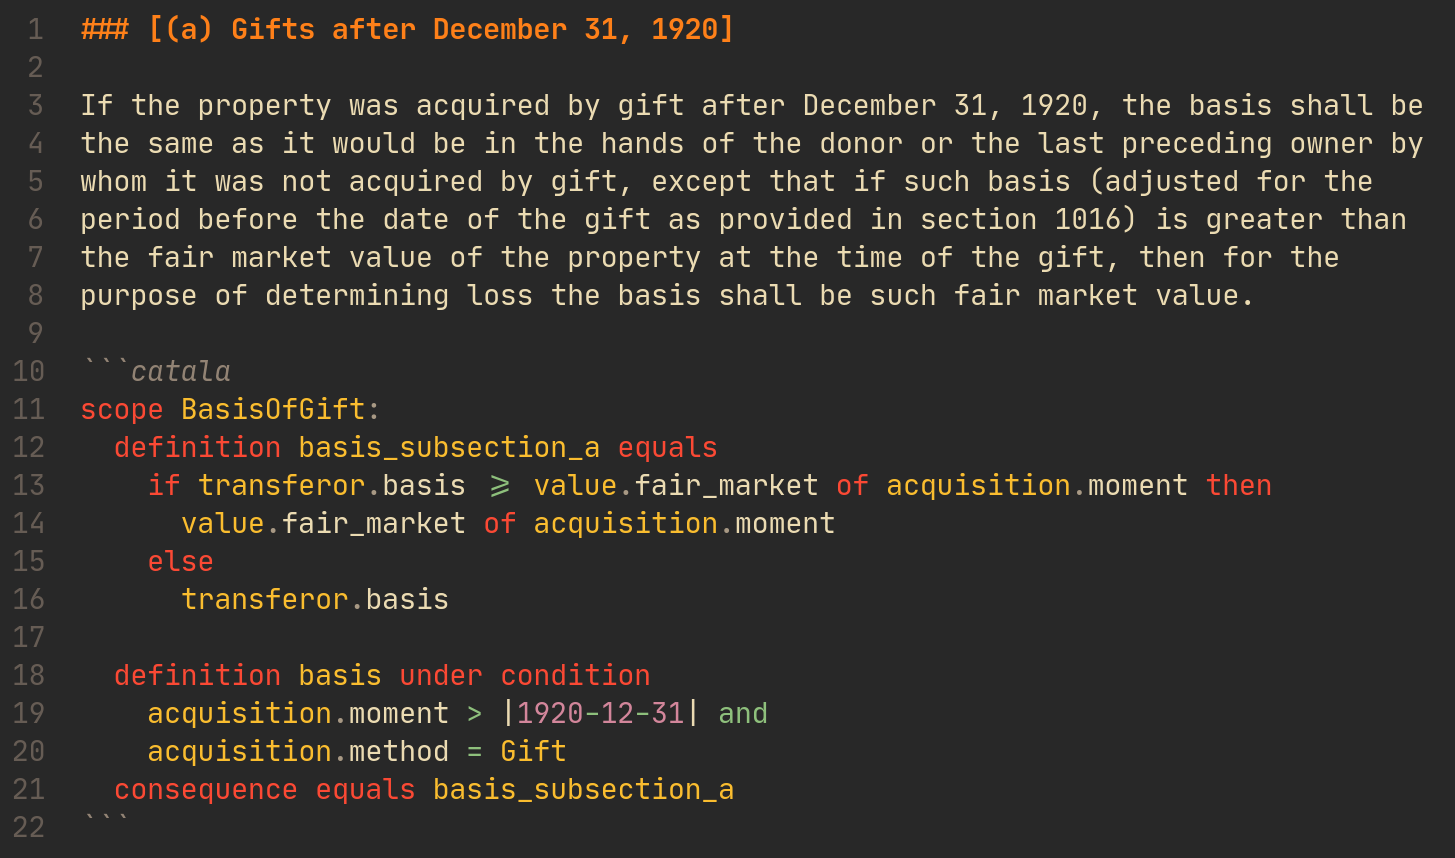 1 ### [(a) Gifts after December 31, 1920]
2
3 If the property was acquired by gift after December 31, 1920, the basis shall be
4 the same as it would be in the hands of the donor or the last preceding owner by
5 whom it was not acquired by gift, except that if such basis (adjusted for the
6 period before the date of the gift as provided in section 1016) is greater than
7 the fair market value of the property at the time of the gift, then for the
8 purpose of determining loss the basis shall be such fair market value.
9
10 ```catala
11 scope BasisOfGift:
12   definition basis_subsection_a equals
13     if transferor.basis >= value.fair_market of acquisition.moment then
14       value.fair_market of acquisition.moment
15     else
16       transferor.basis
17
18   definition basis under condition
19     acquisition.moment > |1920-12-31| and
20     acquisition.method = Gift
21   consequence equals basis_subsection_a
22 ```